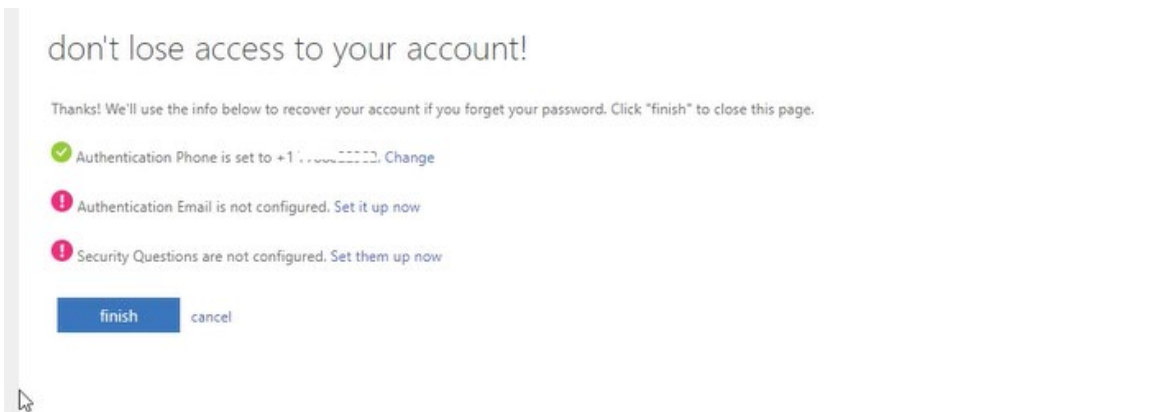 don't lose access to your account!
Thanks! We'll use the info below to recover your account if you forget your password. Click "finish" to close this page.
Authentication Phone is set to +1 Change
Authentication Email is not configured. Set it up now
Security Questions are not configured. Set them up now
finish cancel